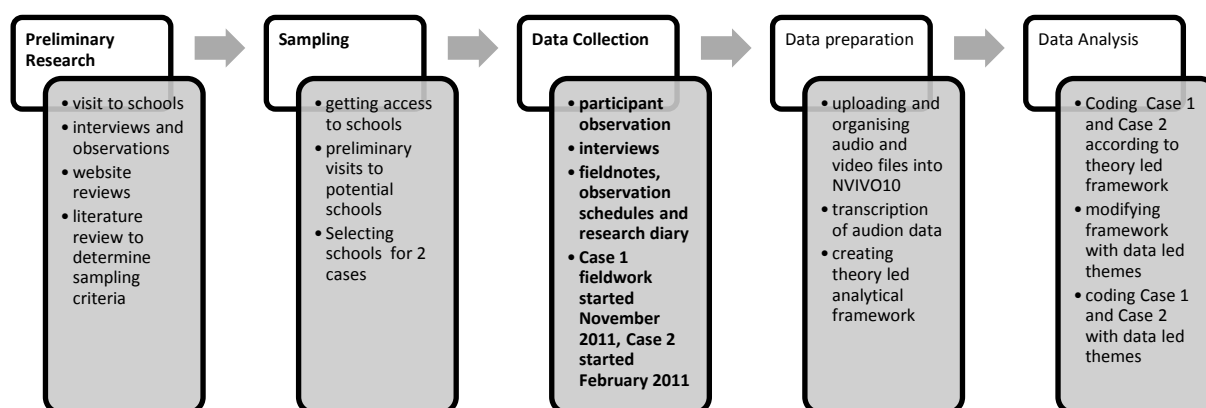 Preliminary
Research
• visit to schools
• interviews and
observations
• website
reviews
• literature
review to
determine
sampling
criteria
Sampling
• getting access
to schools
• preliminary
visits to
potential
schools
• Selecting
schools for 2
cases
Data Collection
• participant
observation
• interviews
• fieldnotes,
observation
schedules and
research diary
• Case 1
fieldwork
started
November
2011, Case 2
started
February 2011
Data preparation
• uploading and
organising
audio and
video files into
NVIVO10
• transcription
of audion data
• creating
theory led
analytical
framework
Data Analysis
• Coding Case 1
and Case 2
according to
theory led
framework
• modifying
framework
with data led
themes
• coding Case 1
and Case 2
with data led
themes